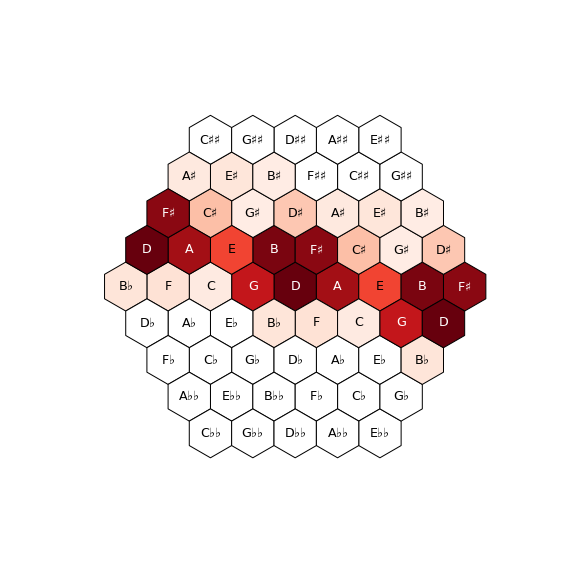 C♯♯ G♯♯ D♯♯ A♯♯ E♯♯
A♯ E♯ B♯ F♯♯ C♯♯ G♯♯
F♯ C♯ G♯ D♯ A♯ E♯ B♯
D A E B F♯ C♯ G♯ D♯
B♭ F C G D A E B F♯
D♭ A♭ E♭ B♭ F C G D
F♭ C♭ G♭ D♭ A♭ E♭ B♭
A♭♭ E♭♭ B♭♭ F♭ C♭ G♭
C♭♭ G♭♭ D♭♭ A♭♭ E♭♭